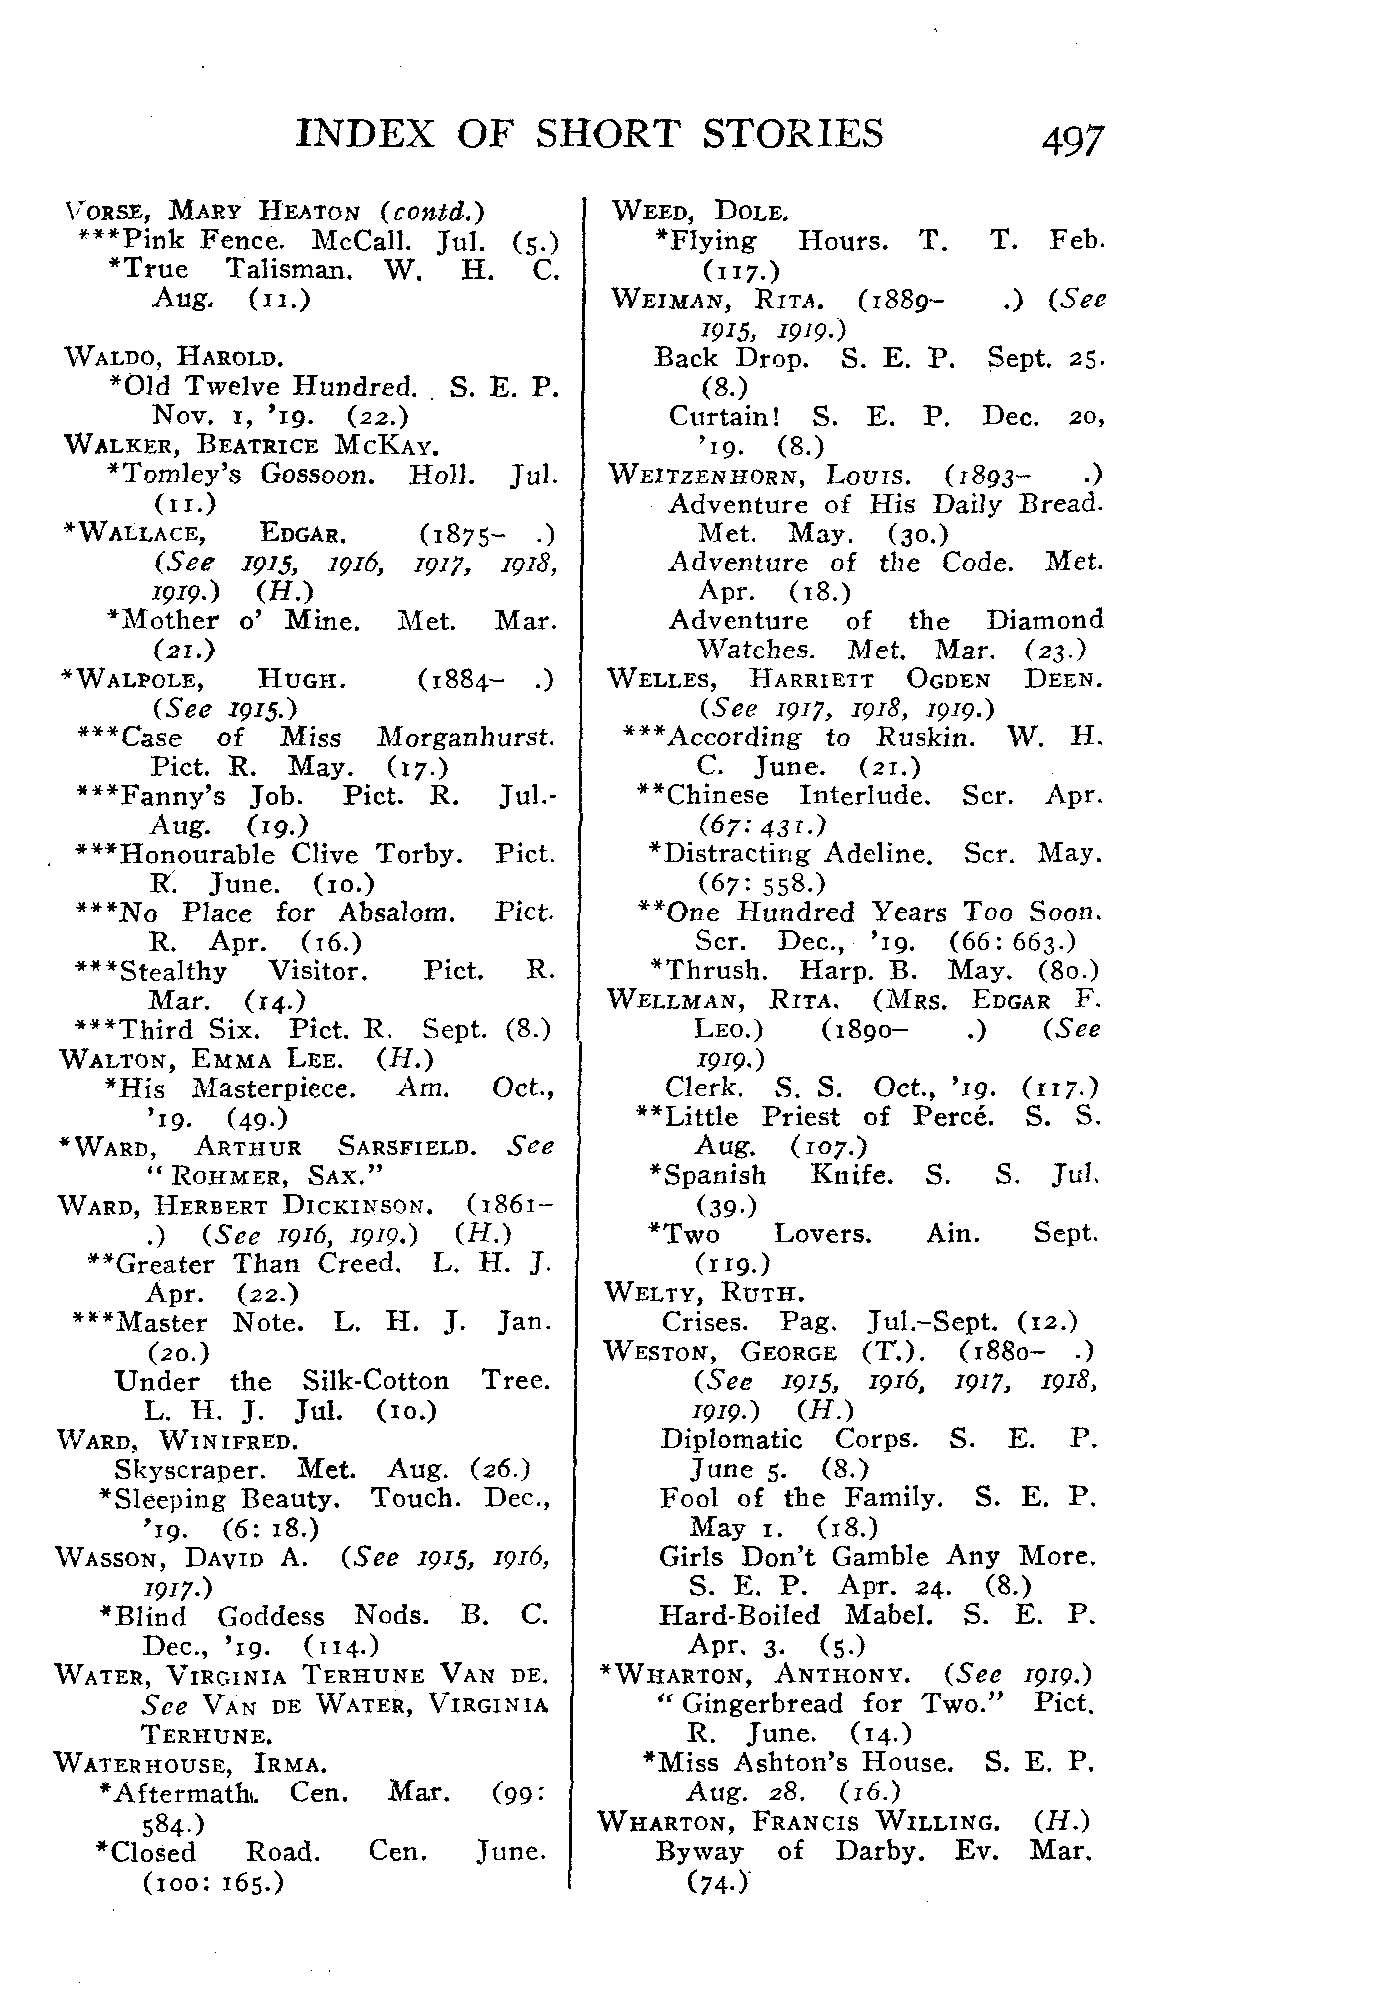 INDEX OF SHORT STORIES 497
VORSE, MARY HEATON (contd.)
***Pink Fence. McCall. Jul. (5.)
*True Talisman. W. H. C.
Aug. (11.)
WALDO, HAROLD.
*Old Twelve Hundred. S. E. P.
Nov. 1, '19. (22.)
WALKER, BEATRICE MCKAY.
*Tomley's Gossoon. Holl. Jul.
(11.)
*WALLACE, EDGAR. (1875- .)
(See 1915, 1916, 1917, 1918,
1919.) (H.)
*Mother o' Mine. Met. Mar.
(21.)
*WALPOLE, HUGH. (1884- .)
(See 1915.)
***Case of Miss Morganhurst.
Pict. R. May. (17.)
***Fanny's Job. Pict. R. Jul.-
Aug. (19.)
***Honourable Clive Torby. Pict.
R. June. (10.)
***No Place for Absalom. Pict.
R. Apr. (16.)
***Stealthy Visitor. Pict. R.
Mar. (14.)
***Third Six. Pict. R. Sept. (8.)
WALTON, EMMA LEE. (H.)
*His Masterpiece. Am. Oct.,
'19. (49.)
*WARD, ARTHUR SARSFIELD. See
"ROHMER, SAX."
WARD, HERBERT DICKINSON. (1861-
.) (See 1916, 1919.) (H.)
**Greater Than Creed. L. H. J.
Apr. (22.)
***Master Note. L. H. J. Jan.
(20.)
Under the Silk-Cotton Tree.
L. H. J. Jul. (10.)
WARD, WINIFRED.
Skyscraper. Met. Aug. (26.)
*Sleeping Beauty. Touch. Dec.,
'19. (6: 18.)
WASSON, DAVID A. (See 1915, 1916,
1917.)
*Blind Goddess Nods. B. C.
Dec., '19. (114.)
WATER, VIRGINIA TERHUNE VAN DE.
See VAN DE WATER, VIRGINIA
TERHUNE.
WATERHOUSE, IRMA.
*Aftermath. Cen. Mar. (99:
584.)
*Closed Road. Cen. June.
(100: 165.)
WEED, DOLE.
*Flying Hours. T. T. Feb.
(117.)
WEIMAN, RITA. (1889- .) (See
1915, 1919.)
Back Drop. S. E. P. Sept. 25.
(8.)
Curtain! S. E. P. Dec. 20,
'19. (8.)
WEITZENHORN, LOUIS. (1893- .)
Adventure of His Daily Bread.
Met. May. (30.)
Adventure of the Code. Met.
Apr. (18.)
Adventure of the Diamond
Watches. Met. Mar. (23.)
WELLES, HARRIETT OGDEN DEEN.
(See 1917, 1918, 1919.)
***According to Ruskin. W. H.
C. June. (21.)
**Chinese Interlude. Scr. Apr.
(67: 431.)
*Distracting Adeline. Scr. May.
(67: 558.)
**One Hundred Years Too Soon.
Scr. Dec., '19. (66: 663.)
*Thrush. Harp. B. May. (80.)
WELLMAN, RITA. (MRS. EDGAR F.
LEO.) (1890- .) (See
1919.)
Clerk. S. S. Oct., '19. (117.)
**Little Priest of Percé. S. S.
Aug. (107.)
*Spanish Knife. S. S. Jul.
(39.)
*Two Lovers. Ain. Sept.
(119.)
WELTY, RUTH.
Crises. Pag. Jul.-Sept. (12.)
WESTON, GEORGE (T.). (1880- .)
(See 1915, 1916, 1917, 1918,
1919.) (H.)
Diplomatic Corps. S. E. P.
June 5. (8.)
Fool of the Family. S. E. P.
May 1. (18.)
Girls Don't Gamble Any More.
S. E. P. Apr. 24. (8.)
Hard-Boiled Mabel. S. E. P.
Apr. 3. (5.)
*WHARTON, ANTHONY. (See 1919.)
"Gingerbread for Two." Pict.
R. June. (14.)
*Miss Ashton's House. S. E. P.
Aug. 28. (16.)
WHARTON, FRANCIS WILLING. (H.)
Byway of Darby. Ev. Mar.
(74.)